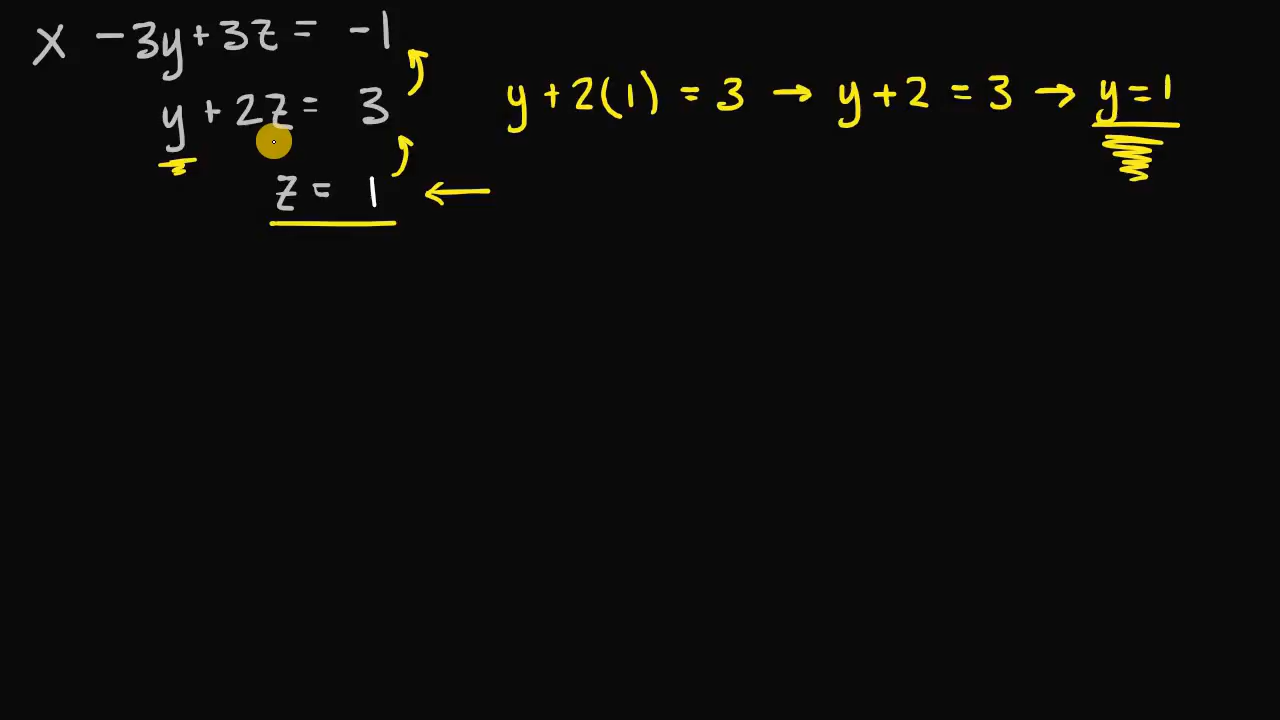 x - 3y + 3z = -1
y + 2z = 3
y + 2(1) = 3 → y + 2 = 3 → y = 1
z = 1 ←